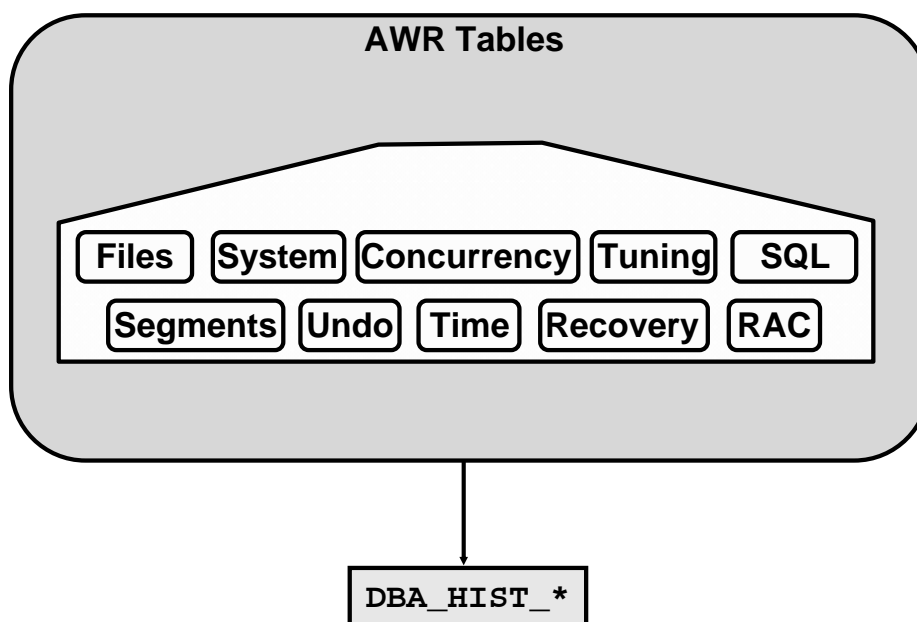 AWR Tables
Files System Concurrency Tuning SQL
Segments Undo Time Recovery RAC
DBA_HIST_*